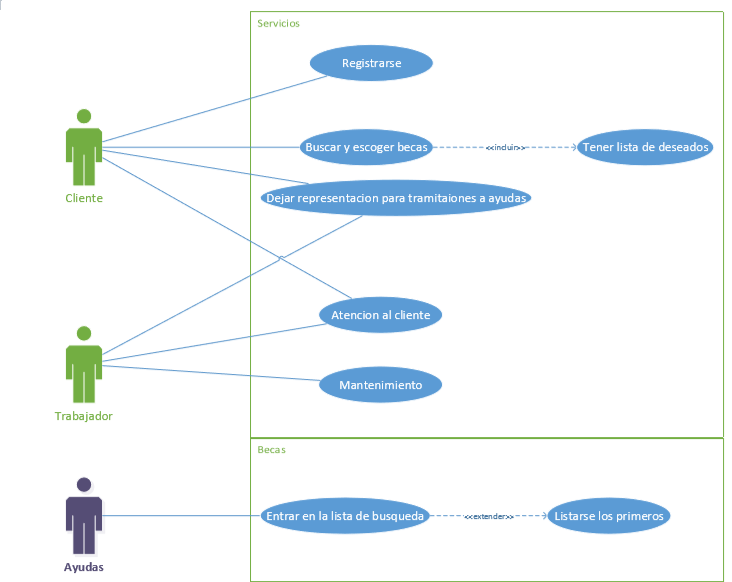 Servicios
Registrarse
Buscar y escoger becas
<<induir>>
Tener lista de deseados
Cliente
Dejar representacion para tramitaiones a ayudas
Atencion al cliente
Mantenimiento
Trabajador
Becas
Entrar en la lista de busqueda
<<extender>>
Listarse los primeros
Ayudas